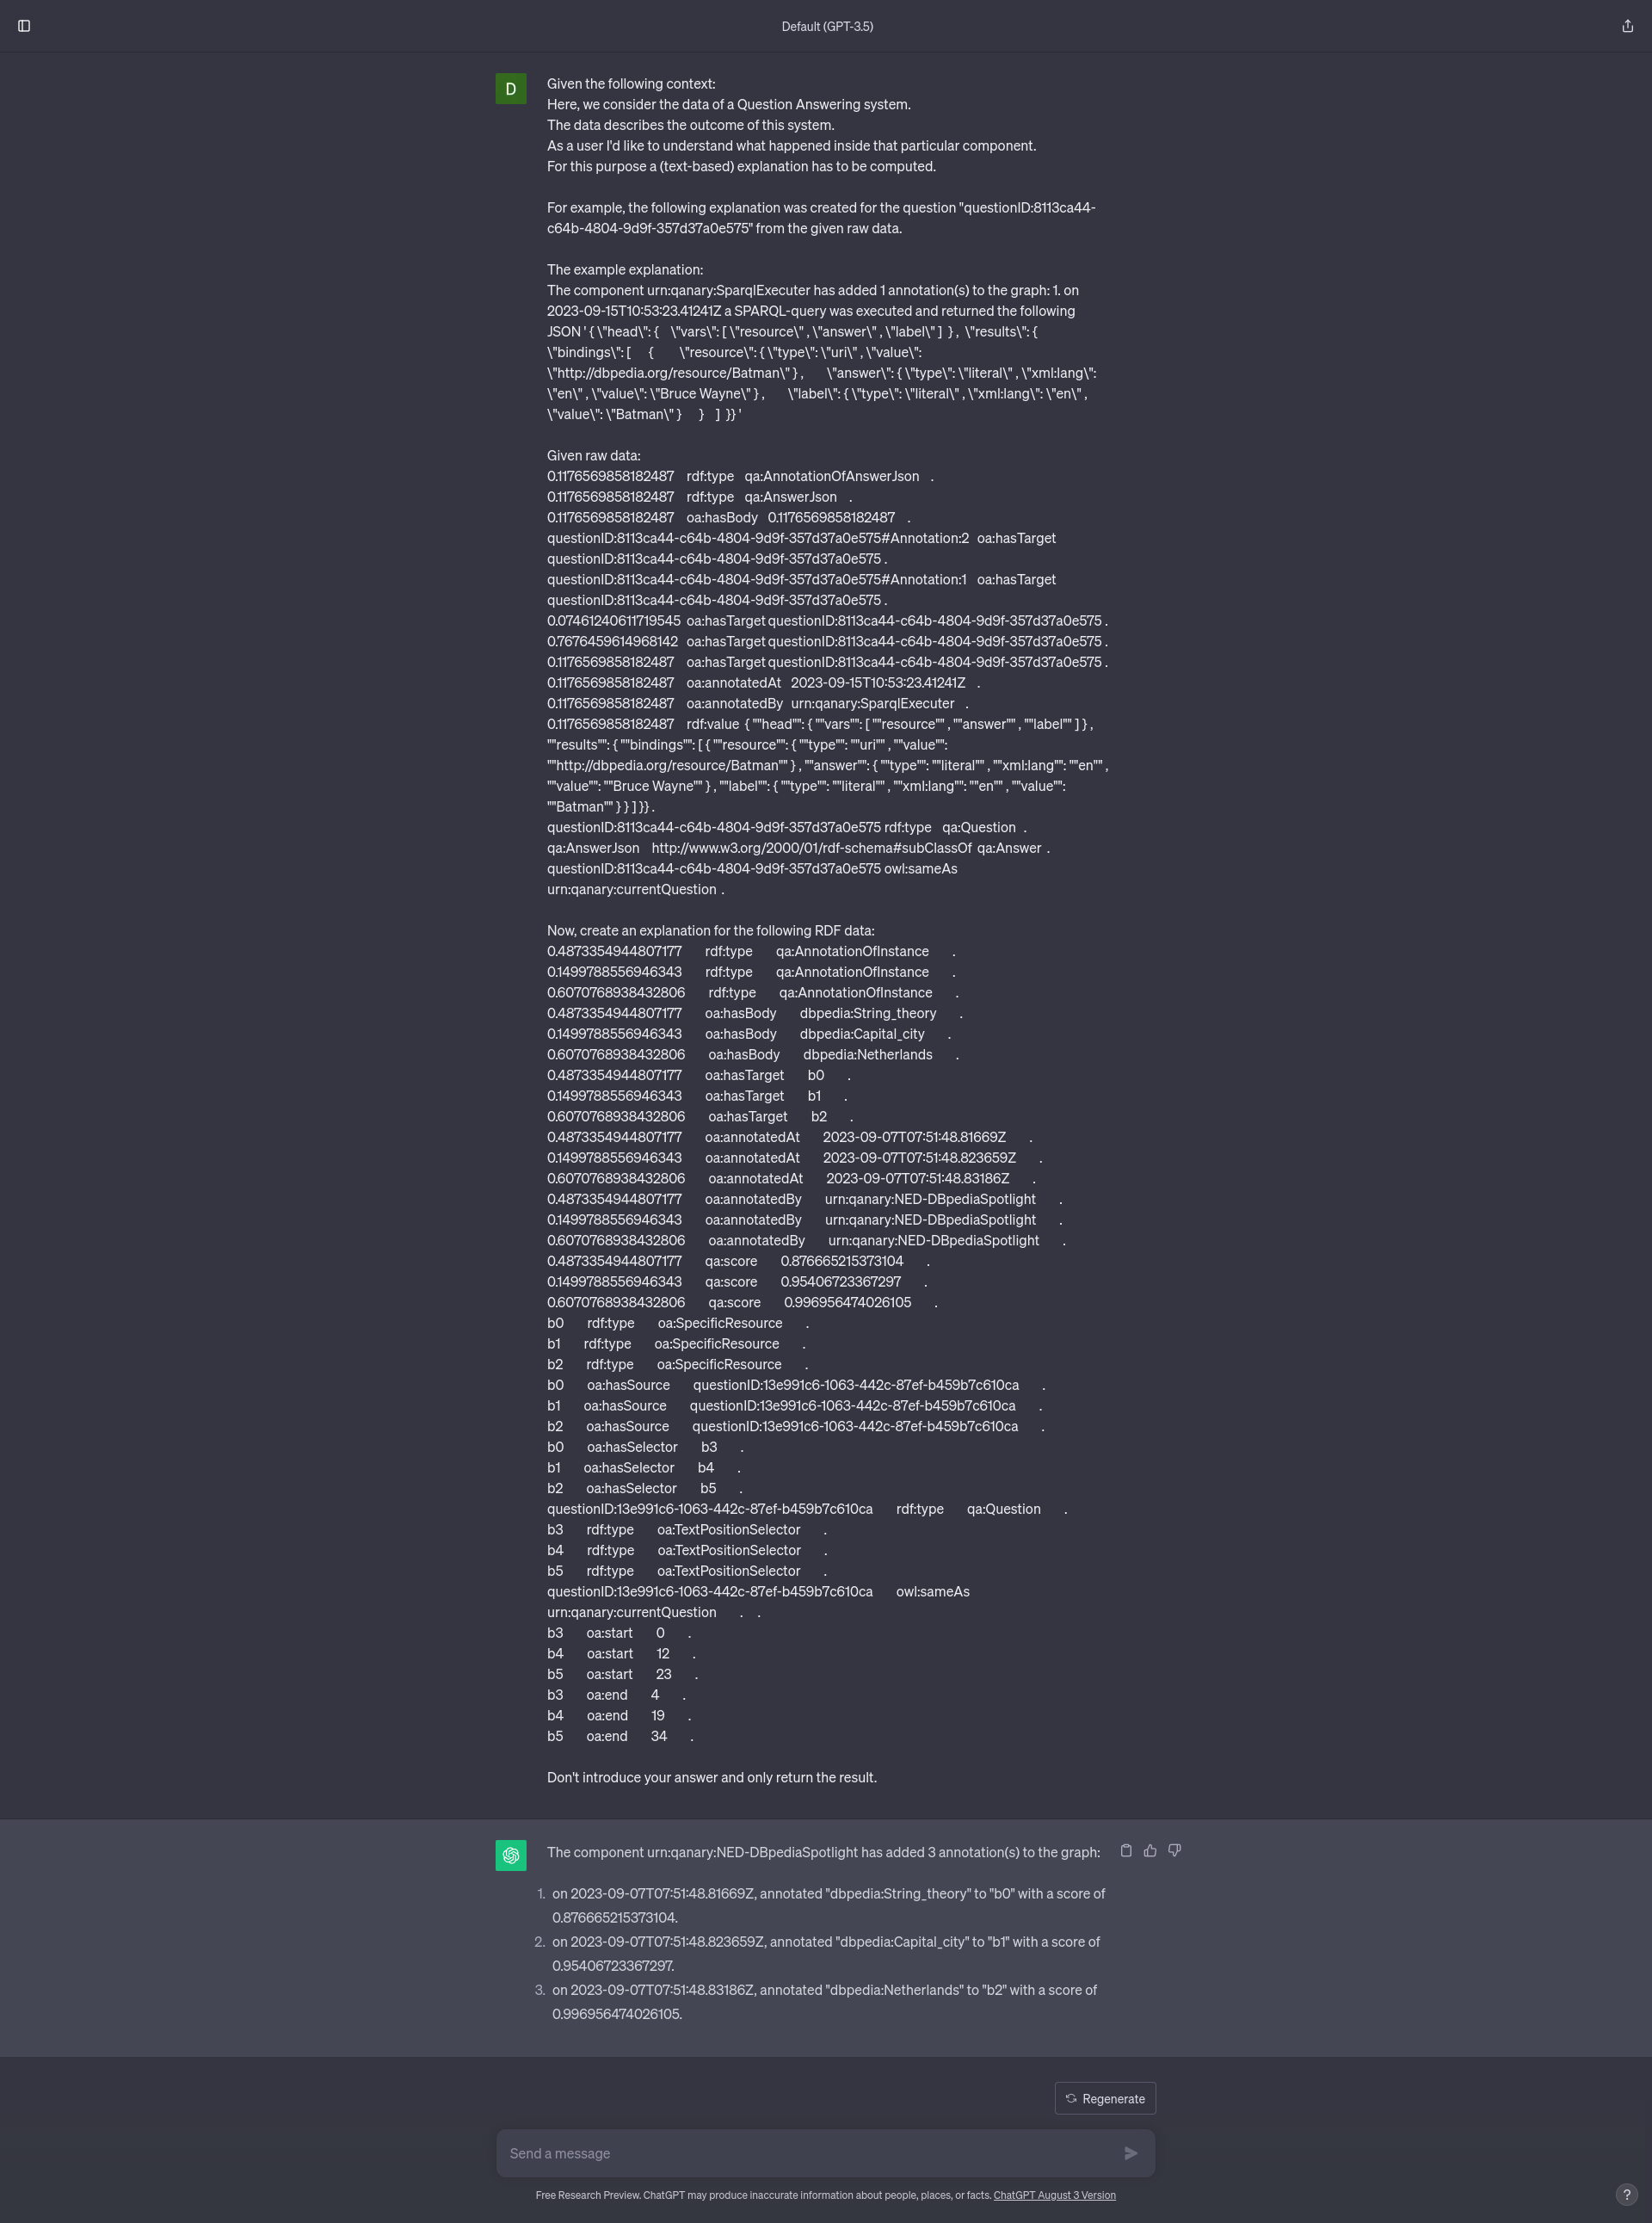 Default (GPT-3.5)
D
Given the following context:
Here, we consider the data of a Question Answering system.
The data describes the outcome of this system.
As a user I'd like to understand what happened inside that particular component.
For this purpose a (text-based) explanation has to be computed.
For example, the following explanation was created for the question "questionID:8113ca44-
c64b-4804-9d9f-357d37a0e575" from the given raw data.
The example explanation:
The component urn:qanary:SparqlExecuter has added 1 annotation(s) to the graph: 1. on
2023-09-15T10:53:23.41241Z a SPARQL-query was executed and returned the following
JSON ' { \"head\": { \"vars\": [ \"resource\" , \"answer\" , \"label\" ] } , \"results\": {
\"bindings\": [ { \"resource\": { \"type\": \"uri\" , \"value\":
\"http://dbpedia.org/resource/Batman\" } , \"answer\": { \"type\": \"literal\" , \"xml:lang\":
\"en\" , \"value\": \"Bruce Wayne\" } , \"label\": { \"type\": \"literal\" , \"xml:lang\": \"en\" ,
\"value\": \"Batman\" } } ] }} '
Given raw data:
0.1176569858182487 rdf:type qa:AnnotationOfAnswerJson .
0.1176569858182487 rdf:type qa:AnswerJson .
0.1176569858182487 oa:hasBody 0.1176569858182487 .
questionID:8113ca44-c64b-4804-9d9f-357d37a0e575#Annotation:2 oa:hasTarget
questionID:8113ca44-c64b-4804-9d9f-357d37a0e575 .
questionID:8113ca44-c64b-4804-9d9f-357d37a0e575#Annotation:1 oa:hasTarget
questionID:8113ca44-c64b-4804-9d9f-357d37a0e575 .
0.07461240611719545 oa:hasTarget questionID:8113ca44-c64b-4804-9d9f-357d37a0e575 .
0.7676459614968142 oa:hasTarget questionID:8113ca44-c64b-4804-9d9f-357d37a0e575 .
0.1176569858182487 oa:hasTarget questionID:8113ca44-c64b-4804-9d9f-357d37a0e575 .
0.1176569858182487 oa:annotatedAt 2023-09-15T10:53:23.41241Z .
0.1176569858182487 oa:annotatedBy urn:qanary:SparqlExecuter .
0.1176569858182487 rdf:value { ""head"": { ""vars"": [ ""resource"" , ""answer"" , ""label"" ] } ,
""results"": { ""bindings"": [ { ""resource"": { ""type"": ""uri"" , ""value"":
""http://dbpedia.org/resource/Batman"" } , ""answer"": { ""type"": ""literal"" , ""xml:lang"": ""en"" ,
""value"": ""Bruce Wayne"" } , ""label"": { ""type"": ""literal"" , ""xml:lang"": ""en"" , ""value"":
""Batman"" } } ] }} .
questionID:8113ca44-c64b-4804-9d9f-357d37a0e575 rdf:type qa:Question .
qa:AnswerJson http://www.w3.org/2000/01/rdf-schema#subClassOf qa:Answer .
questionID:8113ca44-c64b-4804-9d9f-357d37a0e575 owl:sameAs
urn:qanary:currentQuestion .
Now, create an explanation for the following RDF data:
0.4873354944807177 rdf:type qa:AnnotationOfInstance .
0.1499788556946343 rdf:type qa:AnnotationOfInstance .
0.6070768938432806 rdf:type qa:AnnotationOfInstance .
0.4873354944807177 oa:hasBody dbpedia:String_theory .
0.1499788556946343 oa:hasBody dbpedia:Capital_city .
0.6070768938432806 oa:hasBody dbpedia:Netherlands .
0.4873354944807177 oa:hasTarget b0 .
0.1499788556946343 oa:hasTarget b1 .
0.6070768938432806 oa:hasTarget b2 .
0.4873354944807177 oa:annotatedAt 2023-09-07T07:51:48.81669Z .
0.1499788556946343 oa:annotatedAt 2023-09-07T07:51:48.823659Z .
0.6070768938432806 oa:annotatedAt 2023-09-07T07:51:48.83186Z .
0.4873354944807177 oa:annotatedBy urn:qanary:NED-DBpediaSpotlight .
0.1499788556946343 oa:annotatedBy urn:qanary:NED-DBpediaSpotlight .
0.6070768938432806 oa:annotatedBy urn:qanary:NED-DBpediaSpotlight .
0.4873354944807177 qa:score 0.876665215373104 .
0.1499788556946343 qa:score 0.95406723367297 .
0.6070768938432806 qa:score 0.996956474026105 .
b0 rdf:type oa:SpecificResource .
b1 rdf:type oa:SpecificResource .
b2 rdf:type oa:SpecificResource .
b0 oa:hasSource questionID:13e991c6-1063-442c-87ef-b459b7c610ca .
b1 oa:hasSource questionID:13e991c6-1063-442c-87ef-b459b7c610ca .
b2 oa:hasSource questionID:13e991c6-1063-442c-87ef-b459b7c610ca .
b0 oa:hasSelector b3 .
b1 oa:hasSelector b4 .
b2 oa:hasSelector b5 .
questionID:13e991c6-1063-442c-87ef-b459b7c610ca rdf:type qa:Question .
b3 rdf:type oa:TextPositionSelector .
b4 rdf:type oa:TextPositionSelector .
b5 rdf:type oa:TextPositionSelector .
questionID:13e991c6-1063-442c-87ef-b459b7c610ca owl:sameAs
urn:qanary:currentQuestion . .
b3 oa:start 0 .
b4 oa:start 12 .
b5 oa:start 23 .
b3 oa:end 4 .
b4 oa:end 19 .
b5 oa:end 34 .
Don't introduce your answer and only return the result.
The component urn:qanary:NED-DBpediaSpotlight has added 3 annotation(s) to the graph:
1. on 2023-09-07T07:51:48.81669Z, annotated "dbpedia:String_theory" to "b0" with a score of
0.876665215373104.
2. on 2023-09-07T07:51:48.823659Z, annotated "dbpedia:Capital_city" to "b1" with a score of
0.95406723367297.
3. on 2023-09-07T07:51:48.83186Z, annotated "dbpedia:Netherlands" to "b2" with a score of
0.996956474026105.
Regenerate
Send a message
Free Research Preview. ChatGPT may produce inaccurate information about people, places, or facts. ChatGPT August 3 Version
?